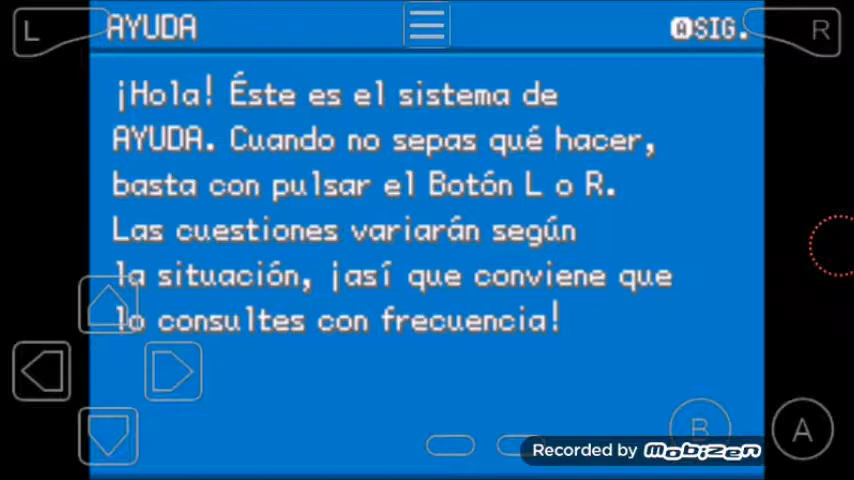 L
AYUDA
A SIG.
R
¡Hola! Éste es el sistema de
AYUDA. Cuando no sepas qué hacer,
basta con pulsar el Botón L o R.
Las cuestiones variarán según
la situación, ¡así que conviene que
lo consultes con frecuencia!
B
A
Recorded by mobizen